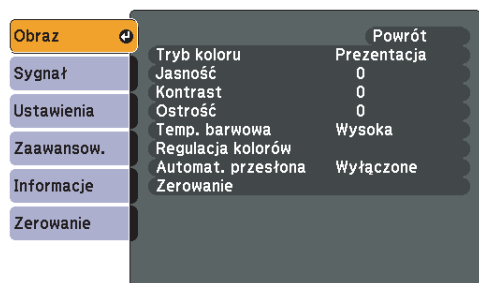 Obraz
Sygnał
Ustawienia
Zaawansow.
Informacje
Zerowanie
Powrót
Tryb koloru Prezentacja
Jasność 0
Kontrast 0
Ostrość 0
Temp. barwowa Wysoka
Regulacja kolorów
Automat. przesłona Wyłączone
Zerowanie